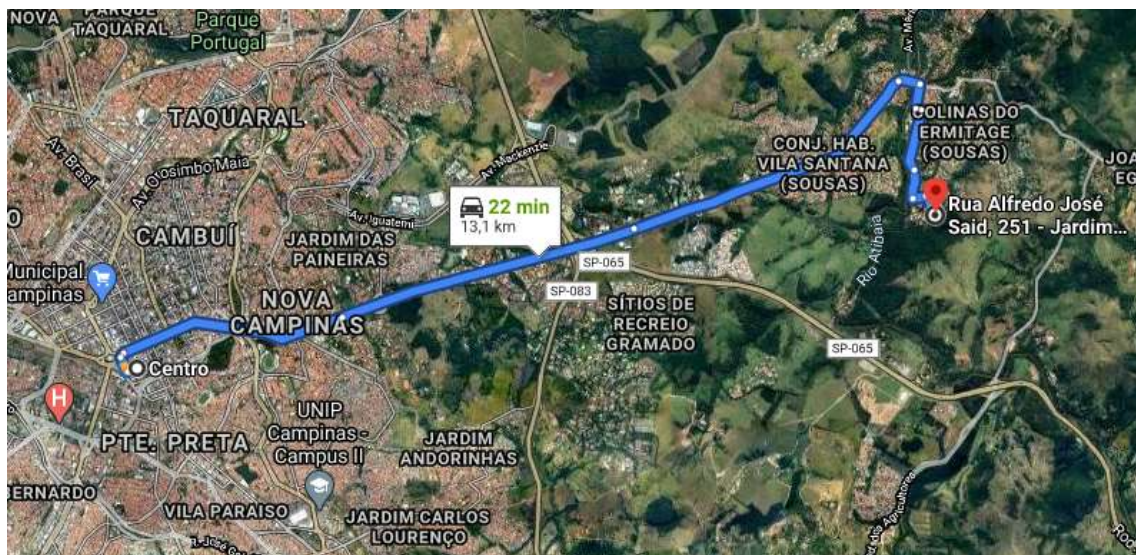 NOVA
PARQUE
TAQUARAL
Parque
Portugal
TAQUARAL
Av. Brasil
Av. Orosimbo Maia
Av. Mackenzie
COLINAS DO
ERMITAGE
(SOUSAS)
CONJ. HAB.
VILA SANTANA
(SOUSAS)
22 min
13,1 km
Av. Iguatemi
Rua Alfredo José
Said, 251 - Jardim...
CAMBUÍ
JARDIM DAS
PAINEIRAS
Rio Atibaia
Municipal
Campinas
SP-065
SP-083
NOVA
CAMPINAS
SÍTIOS DE
RECREIO
GRAMADO
SP-065
Centro
H
UNIP
Campinas -
Campus II
PTE. PRETA
JARDIM
ANDORINHAS
BERNARDO
VILA PARAISO
JARDIM CARLOS
LOURENÇO